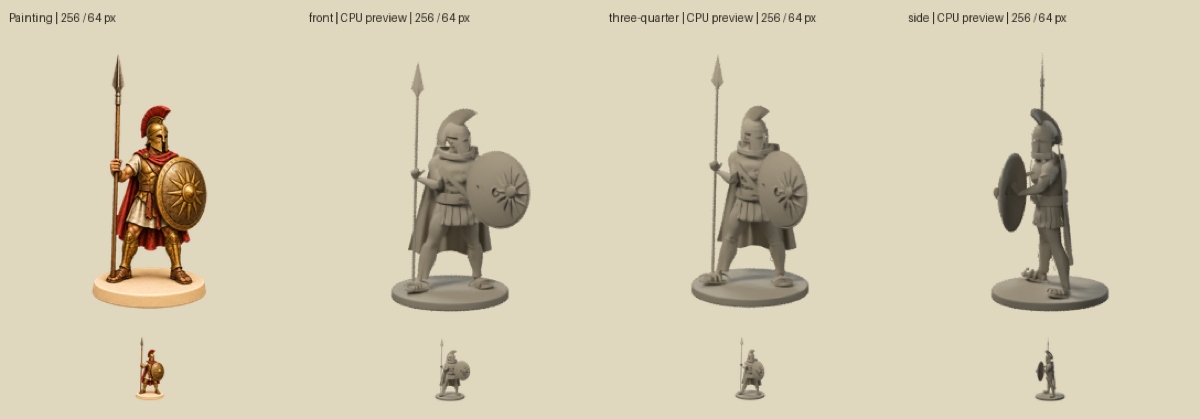 Painting | 256 / 64 px
front | CPU preview | 256 / 64 px
three-quarter | CPU preview | 256 / 64 px
side | CPU preview | 256 / 64 px